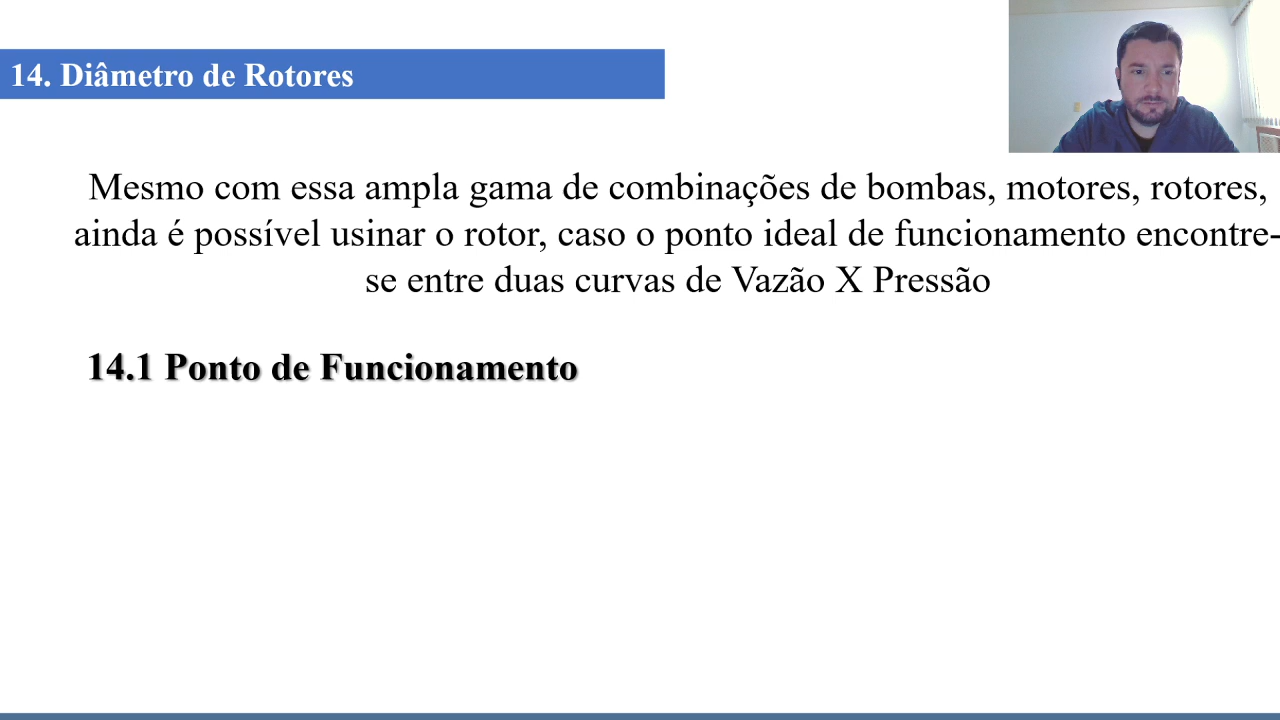 14. Diâmetro de Rotores
Mesmo com essa ampla gama de combinações de bombas, motores, rotores,
ainda é possível usinar o rotor, caso o ponto ideal de funcionamento encontre-
se entre duas curvas de Vazão X Pressão
14.1 Ponto de Funcionamento